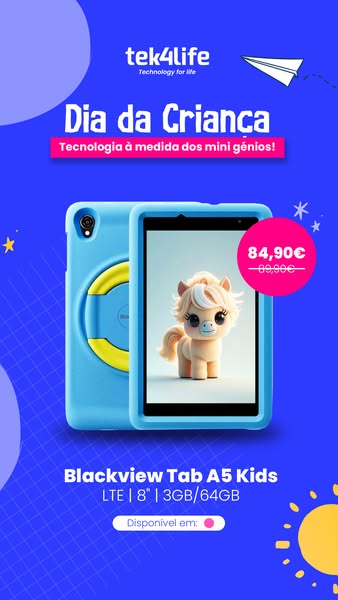 tek4life
Technology for life
Dia da Criança
Tecnologia à medida dos mini génios!
84,90€
89,90€
Blackview Tab A5 Kids
LTE | 8" | 3GB/64GB
Disponível em: